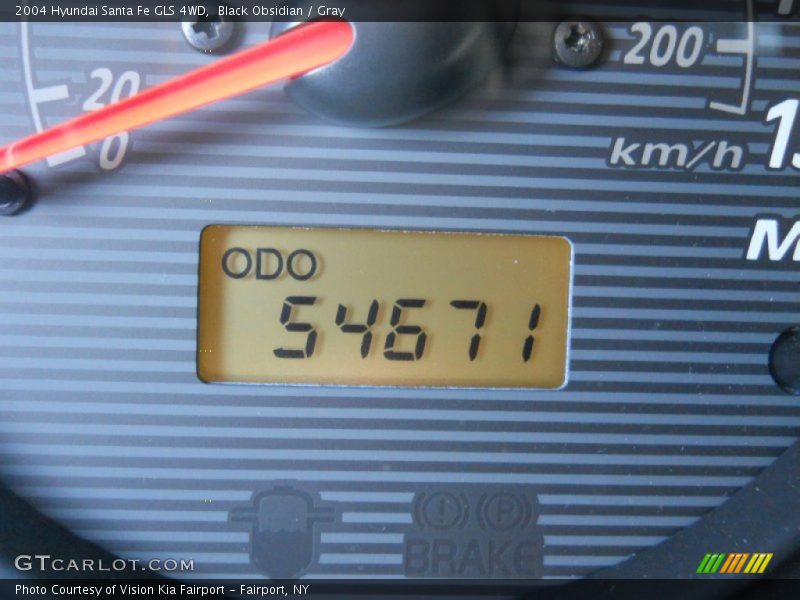 2004 Hyundai Santa Fe GLS 4WD, Black Obsidian / Gray
20
0
200
km/h
ODO
54671
BRAKE
GTCARLOT.COM
Photo Courtesy of Vision Kia Fairport - Fairport, NY